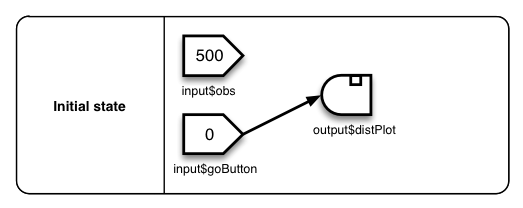 Initial state
500
input$obs
0
input$goButton
output$distPlot